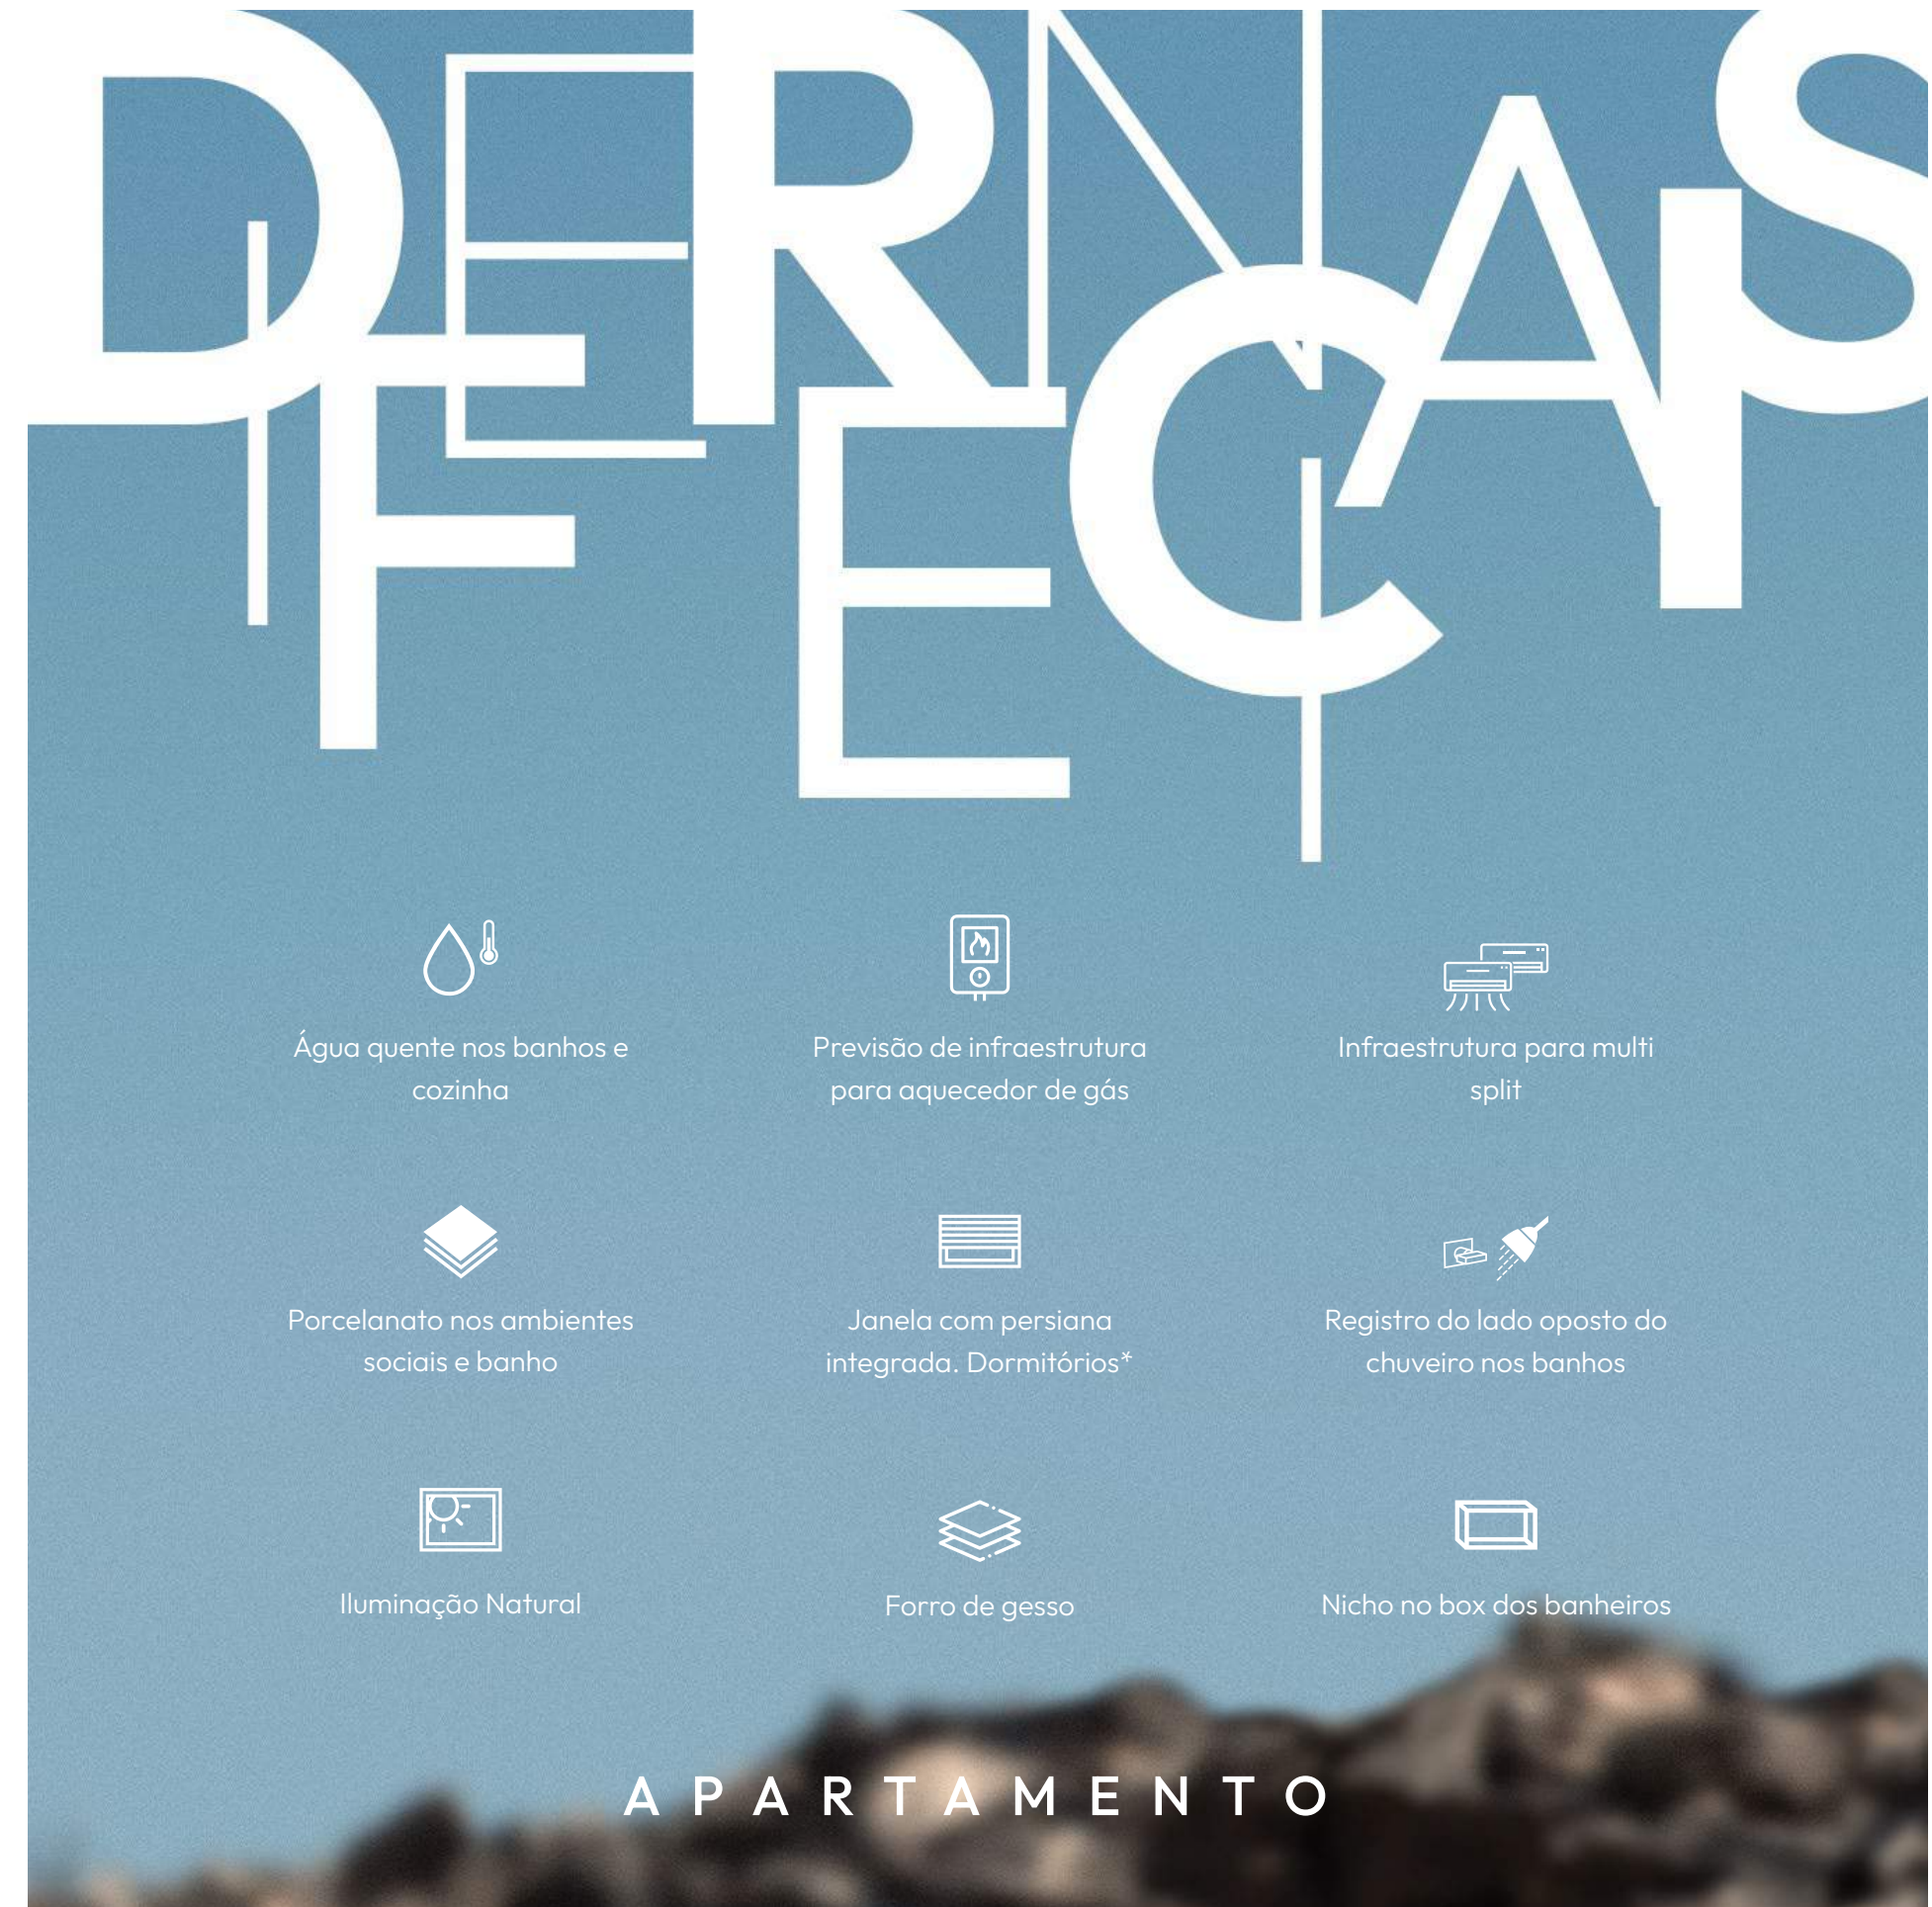 DIFERENCIAIS
Água quente nos banhos e
cozinha
Previsão de infraestrutura
para aquecedor de gás
Infraestrutura para multi
split
Porcelanato nos ambientes
sociais e banho
Janela com persiana
integrada. Dormitórios*
Registro do lado oposto do
chuveiro nos banhos
Iluminação Natural
Forro de gesso
Nicho no box dos banheiros
APARTAMENTO